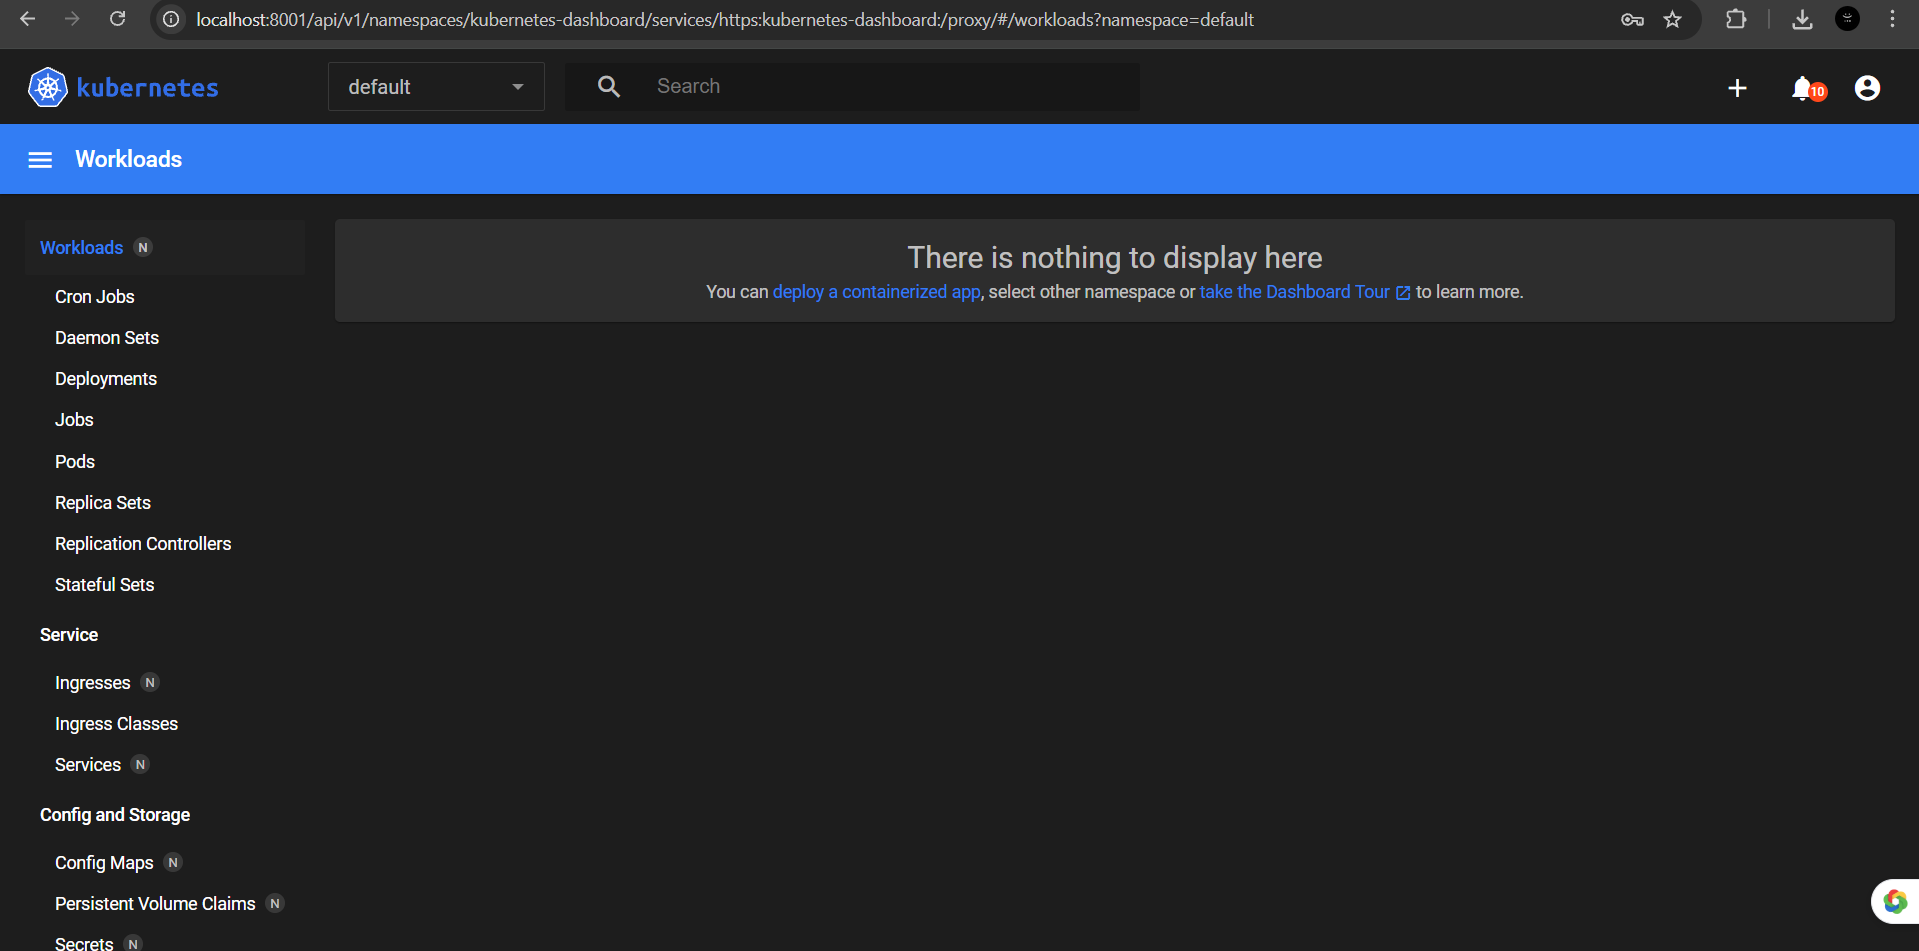 localhost:8001/api/v1/namespaces/kubernetes-dashboard/services/https:kubernetes-dashboard:/proxy/#/workloads?namespace=default
kubernetes
default
Search
10
Workloads
Workloads N
There is nothing to display here
You can deploy a containerized app, select other namespace or take the Dashboard Tour to learn more.
Cron Jobs
Daemon Sets
Deployments
Jobs
Pods
Replica Sets
Replication Controllers
Stateful Sets
Service
Ingresses N
Ingress Classes
Services N
Config and Storage
Config Maps N
Persistent Volume Claims N
Secrets N